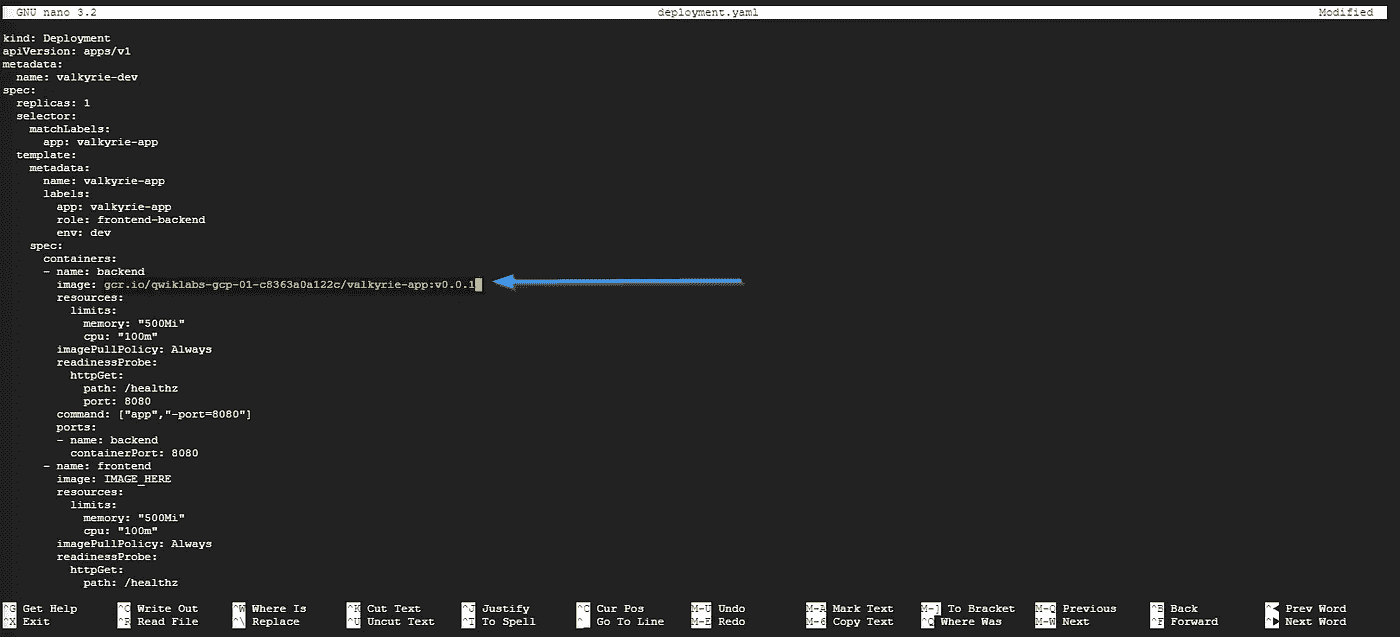 GNU nano 3.2 deployment.yaml Modified
kind: Deployment
apiVersion: apps/v1
metadata:
  name: valkyrie-dev
spec:
  replicas: 1
  selector:
    matchLabels:
      app: valkyrie-app
  template:
    metadata:
      name: valkyrie-app
      labels:
        app: valkyrie-app
        role: frontend-backend
        env: dev
    spec:
      containers:
      - name: backend
        image: gcr.io/qwiklabs-gcp-01-c8363a0a122c/valkyrie-app:v0.0.1
        resources:
          limits:
            memory: "500Mi"
            cpu: "100m"
        imagePullPolicy: Always
        readinessProbe:
          httpGet:
            path: /healthz
            port: 8080
        command: ["app","-port=8080"]
        ports:
        - name: backend
          containerPort: 8080
      - name: frontend
        image: IMAGE_HERE
        resources:
          limits:
            memory: "500Mi"
            cpu: "100m"
        imagePullPolicy: Always
        readinessProbe:
          httpGet:
            path: /healthz
^G Get Help ^O Write Out ^W Where Is ^K Cut Text ^J Justify ^C Cur Pos M-U Undo M-A Mark Text M-] To Bracket M-Q Previous ^B Back Prev Word
^X Exit ^R Read File ^\ Replace ^U Uncut Text ^T To Spell Go To Line M-E Redo M-6 Copy Text ^Q Where Was M-W Next ^F Forward Next Word